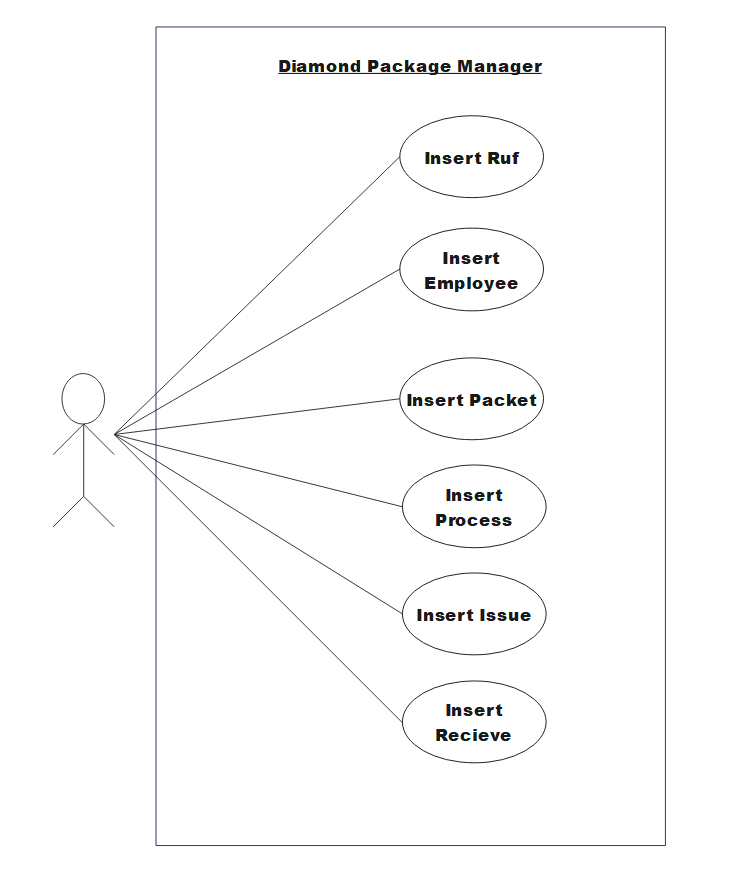 Diamond Package Manager
Insert Ruf
Insert
Employee
Insert Packet
Insert
Process
Insert Issue
Insert
Recieve